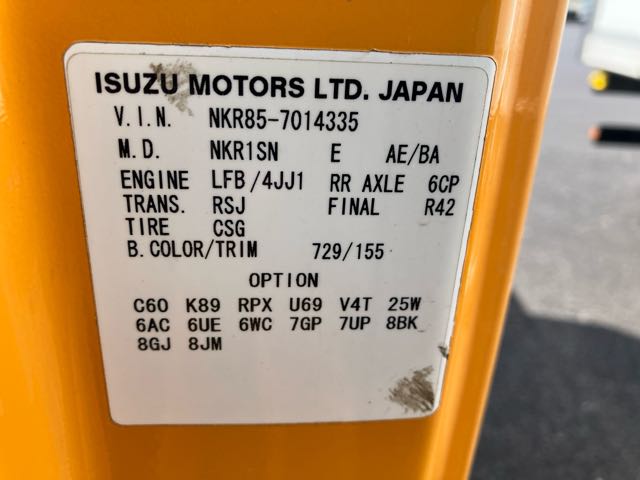 ISUZU MOTORS LTD. JAPAN
V.I.N. NKR85-7014335
M.D. NKR1SN E AE/BA
ENGINE LFB/4JJ1 RR AXLE 6CP
TRANS. RSJ FINAL R42
TIRE CSG
B.COLOR/TRIM 729/155
OPTION
C60 K89 RPX U69 V4T 25W
6AC 6UE 6WC 7GP 7UP 8BK
8GJ 8JM